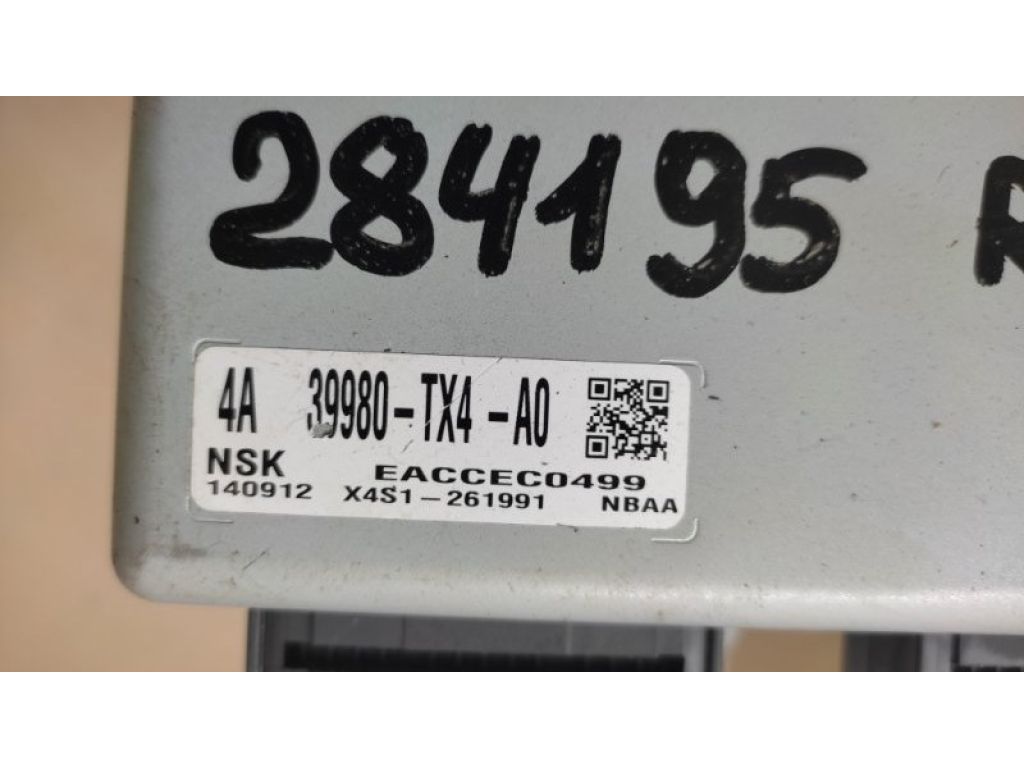 284195 R
4A 39980-TX4-A0
NSK EACCEC0499
140912 X4S1-261991 NBAA